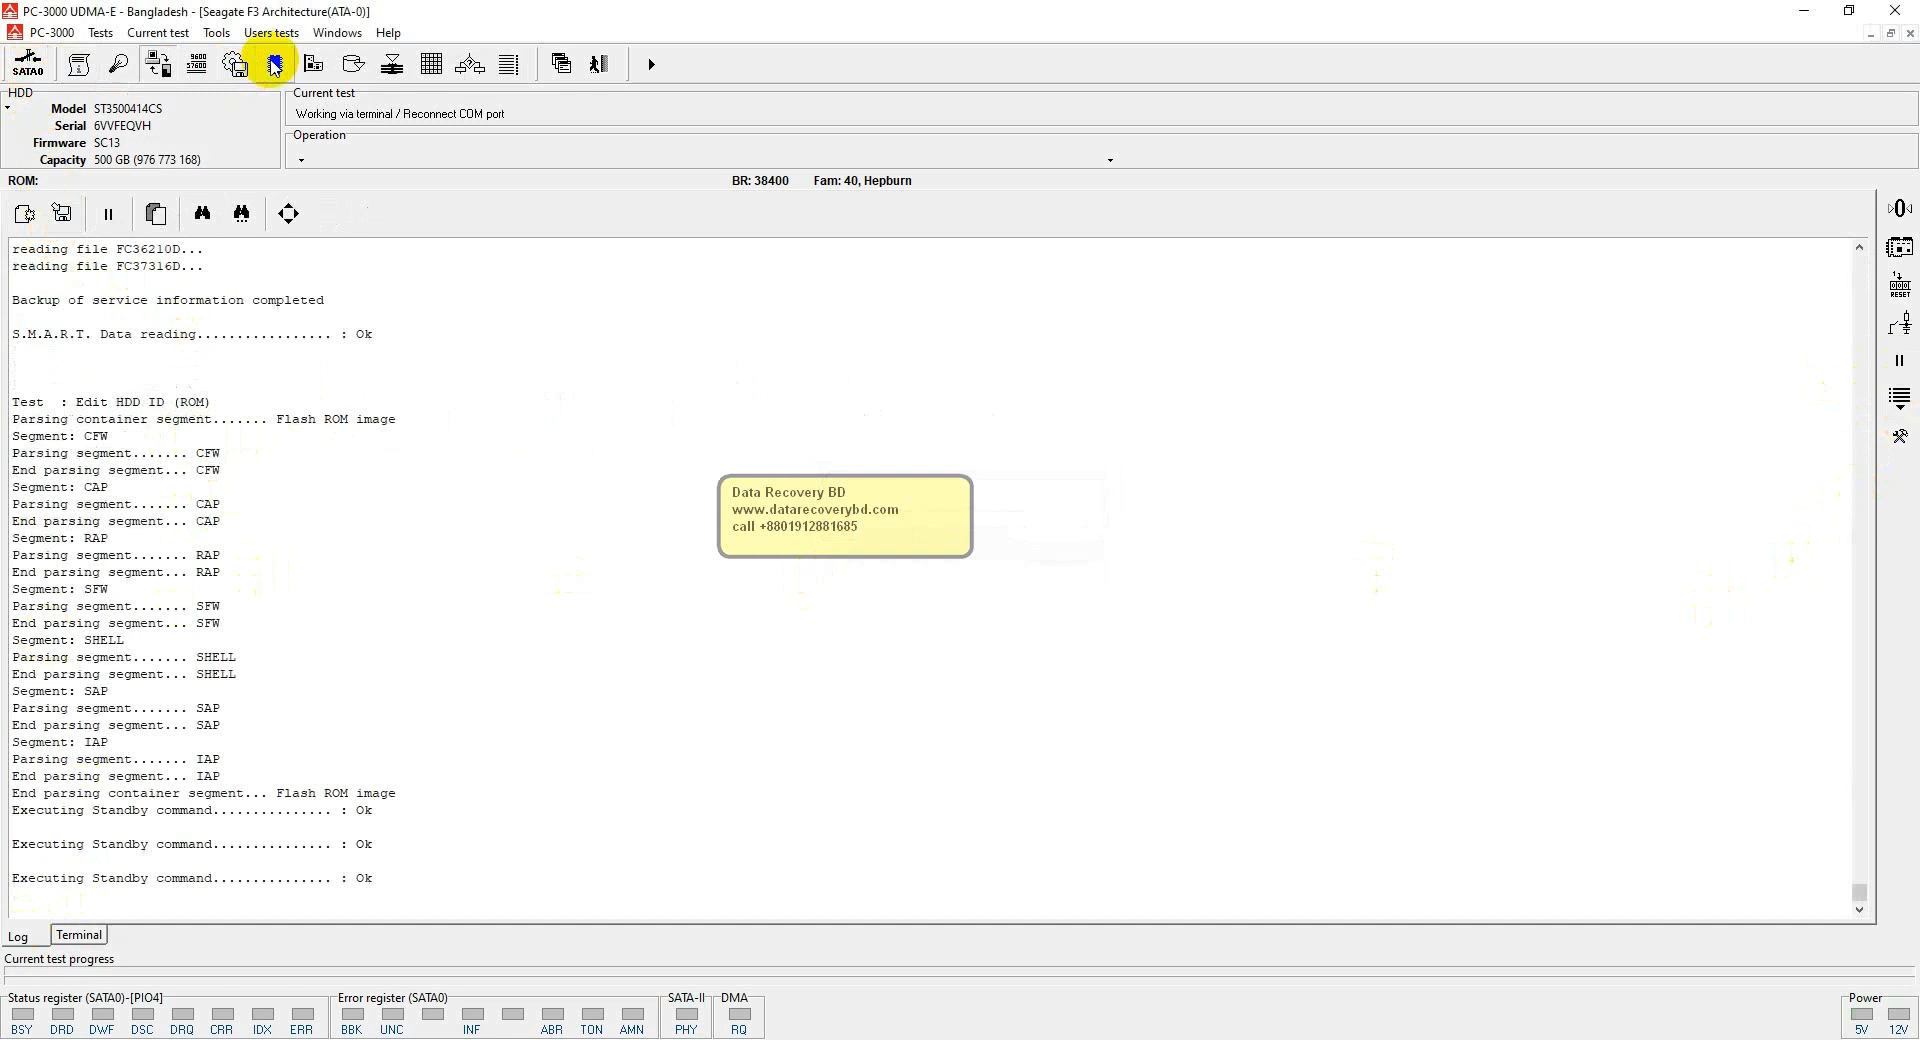 PC-3000 UDMA-E - Bangladesh - [Seagate F3 Architecture(ATA-0)]
PC-3000 Tests Current test Tools Users tests Windows Help
SATA0
9600
57600
HDD
Model ST3500414CS
Serial 6VVFEQVH
Firmware SC13
Capacity 500 GB (976 773 168)
Current test
Working via terminal / Reconnect COM port
Operation
ROM: BR: 38400 Fam: 40, Hepburn
reading file FC36210D...
reading file FC37316D...
Backup of service information completed
S.M.A.R.T. Data reading................. : Ok
Test : Edit HDD ID (ROM)
Parsing container segment....... Flash ROM image
Segment: CFW
Parsing segment....... CFW
End parsing segment... CFW
Segment: CAP
Parsing segment....... CAP
End parsing segment... CAP
Segment: RAP
Parsing segment....... RAP
End parsing segment... RAP
Segment: SFW
Parsing segment....... SFW
End parsing segment... SFW
Segment: SHELL
Parsing segment....... SHELL
End parsing segment... SHELL
Segment: SAP
Parsing segment....... SAP
End parsing segment... SAP
Segment: IAP
Parsing segment....... IAP
End parsing segment... IAP
End parsing container segment... Flash ROM image
Executing Standby command............... : Ok
Executing Standby command............... : Ok
Executing Standby command............... : Ok
Data Recovery BD
www.datarecoverybd.com
call +8801912881685
RESET
Log Terminal
Current test progress
Status register (SATA0)-[PIO4] Error register (SATA0) SATA-II DMA Power
BSY DRD DWF DSC DRQ CRR IDX ERR BBK UNC INF ABR TON AMN PHY RQ 5V 12V